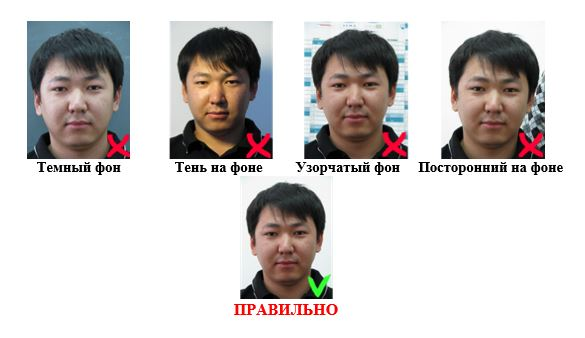 Темный фон
Тень на фоне
Узорчатый фон
Посторонний на фоне
ПРАВИЛЬНО